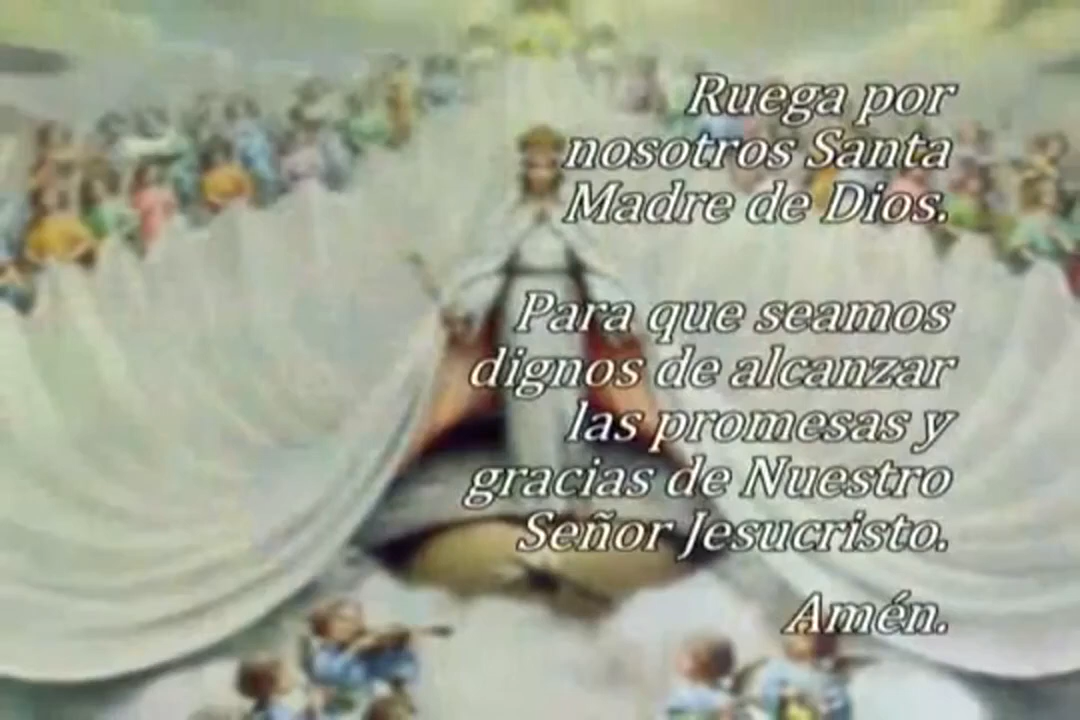 Ruega por
nosotros Santa
Madre de Dios.
Para que seamos
dignos de alcanzar
las promesas y
gracias de Nuestro
Señor Jesucristo.
Amén.